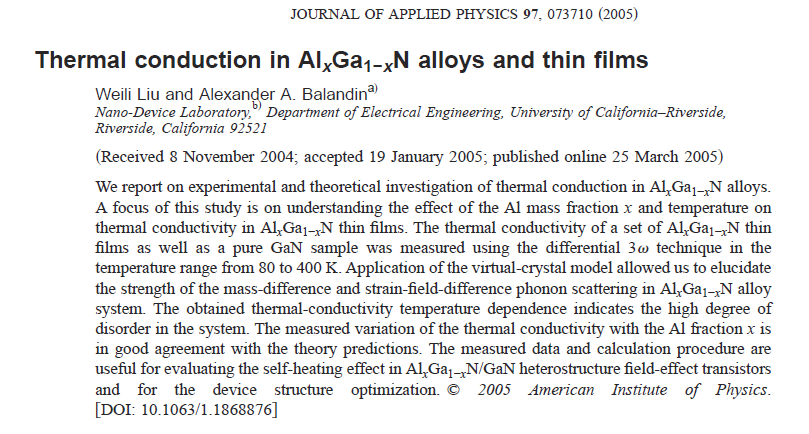 JOURNAL OF APPLIED PHYSICS 97, 073710 (2005)
Thermal conduction in AlxGa1−xN alloys and thin films
Weili Liu and Alexander A. Balandin a)
Nano-Device Laboratory, b) Department of Electrical Engineering, University of California–Riverside,
Riverside, California 92521
(Received 8 November 2004; accepted 19 January 2005; published online 25 March 2005)
We report on experimental and theoretical investigation of thermal conduction in AlxGa1−xN alloys.
A focus of this study is on understanding the effect of the Al mass fraction x and temperature on
thermal conductivity in AlxGa1−xN thin films. The thermal conductivity of a set of AlxGa1−xN thin
films as well as a pure GaN sample was measured using the differential 3ω technique in the
temperature range from 80 to 400 K. Application of the virtual-crystal model allowed us to elucidate
the strength of the mass-difference and strain-field-difference phonon scattering in AlxGa1−xN alloy
system. The obtained thermal-conductivity temperature dependence indicates the high degree of
disorder in the system. The measured variation of the thermal conductivity with the Al fraction x is
in good agreement with the theory predictions. The measured data and calculation procedure are
useful for evaluating the self-heating effect in AlxGa1−xN/GaN heterostructure field-effect transistors
and for the device structure optimization. © 2005 American Institute of Physics.
[DOI: 10.1063/1.1868876]